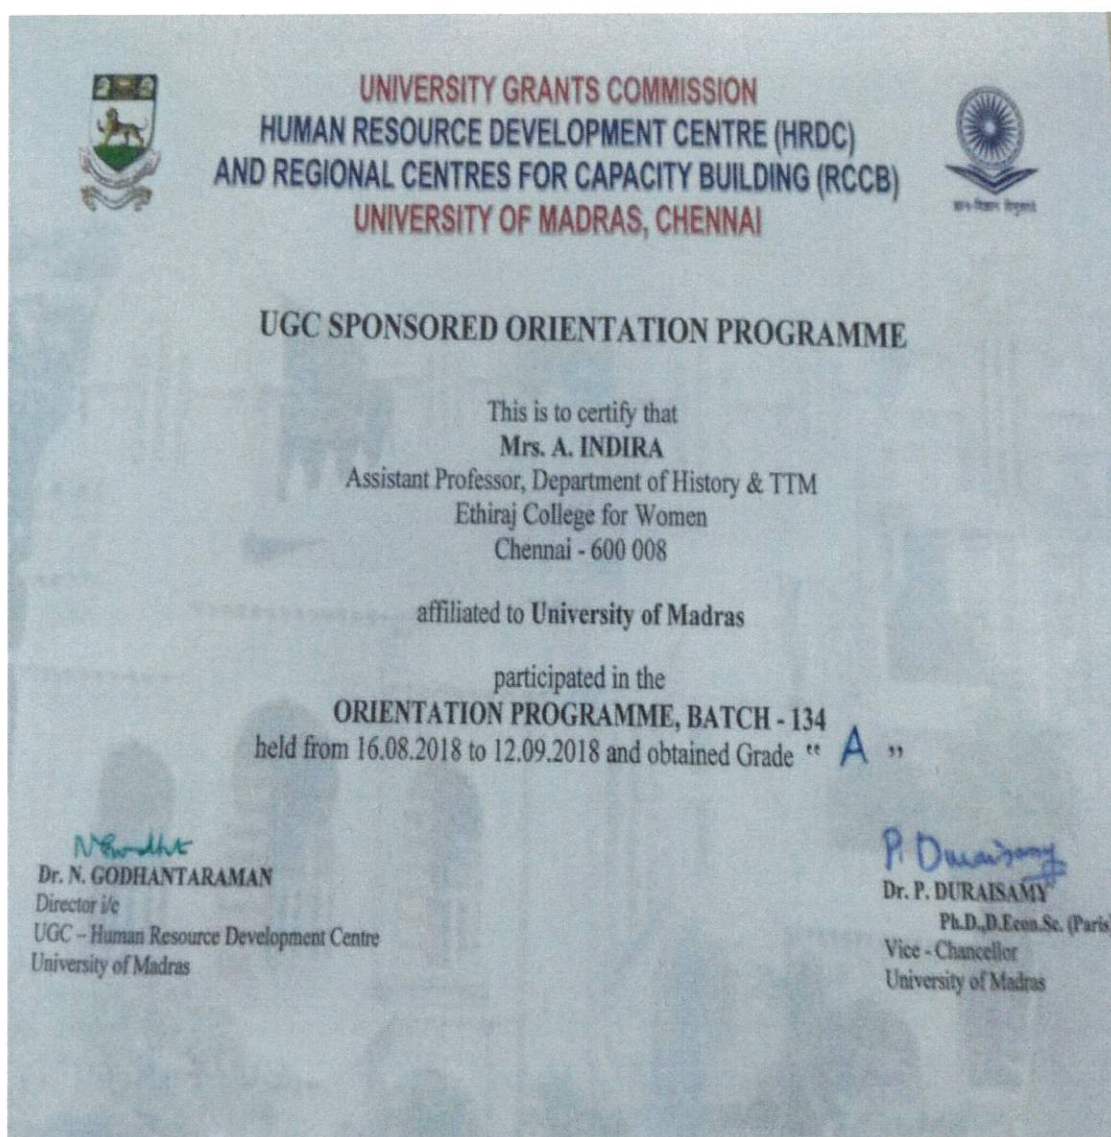 UNIVERSITY GRANTS COMMISSION
HUMAN RESOURCE DEVELOPMENT CENTRE (HRDC)
AND REGIONAL CENTRES FOR CAPACITY BUILDING (RCCB)
UNIVERSITY OF MADRAS, CHENNAI
ज्ञान-विज्ञान विमुक्तये
UGC SPONSORED ORIENTATION PROGRAMME
This is to certify that
Mrs. A. INDIRA
Assistant Professor, Department of History & TTM
Ethiraj College for Women
Chennai - 600 008
affiliated to University of Madras
participated in the
ORIENTATION PROGRAMME, BATCH - 134
held from 16.08.2018 to 12.09.2018 and obtained Grade “ A ”
Dr. N. GODHANTARAMAN
Director i/c
UGC – Human Resource Development Centre
University of Madras
P. Duraisamy
Dr. P. DURAISAMY
Ph.D.,D.Econ.Sc. (Paris
Vice - Chancellor
University of Madras